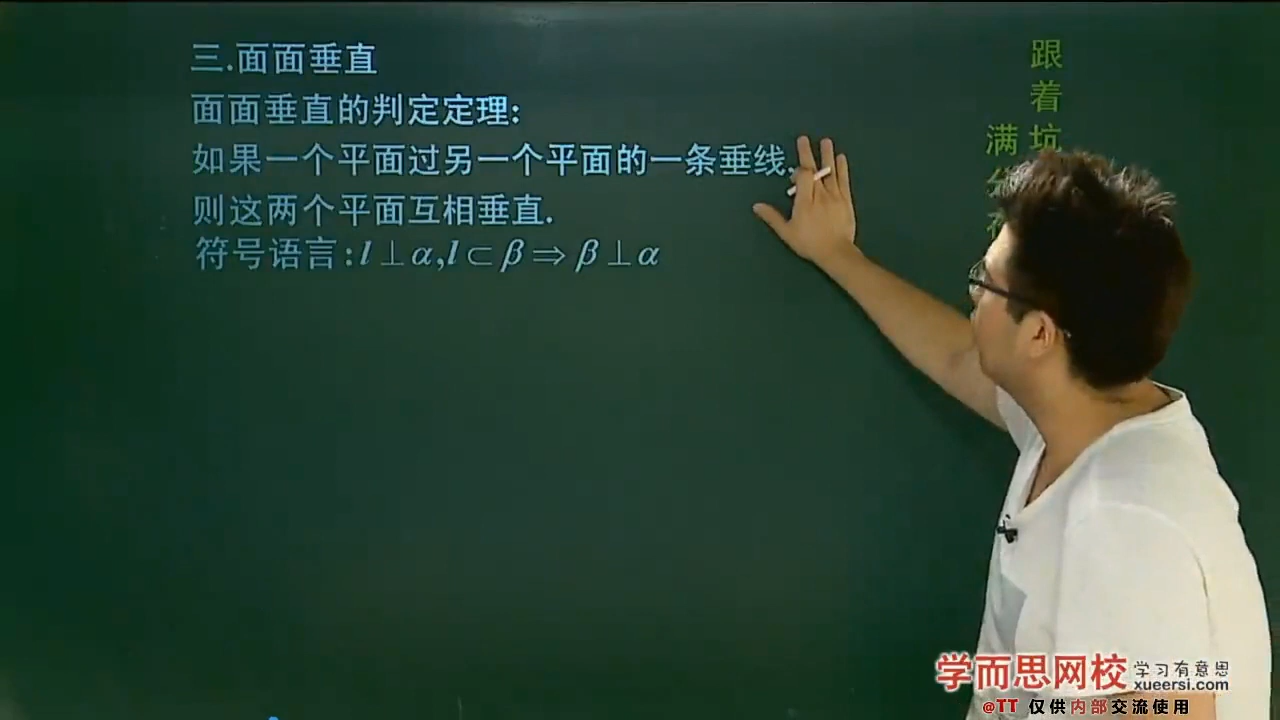 三.面面垂直
面面垂直的判定定理:
如果一个平面过另一个平面的一条垂线,
则这两个平面互相垂直.
符号语言:l⊥α,l⊂β⇒β⊥α
跟着坑
满
学而思网校
学习有意思
xueersi.com
@TT 仅供内部交流使用